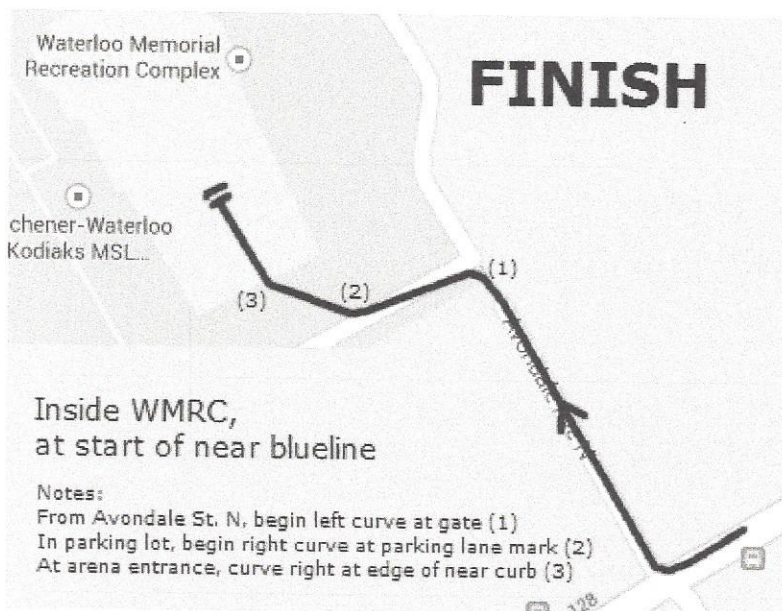 Waterloo Memorial
Recreation Complex
FINISH
chener-Waterloo
Kodiaks MSL...
(1)
(2)
(3)
Avondale Ave N
Inside WMRC,
at start of near blueline
Notes:
From Avondale St. N, begin left curve at gate (1)
In parking lot, begin right curve at parking lane mark (2)
At arena entrance, curve right at edge of near curb (3)
128